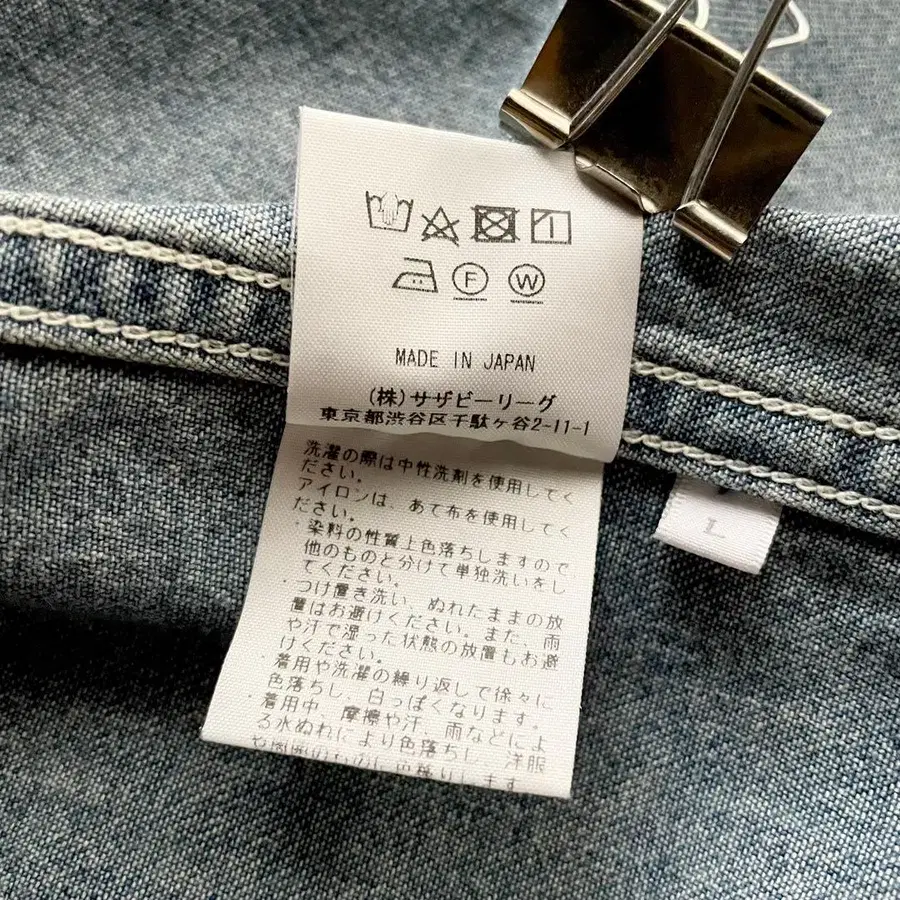 F W
MADE IN JAPAN
(株)サザビーリーグ
東京都渋谷区千駄ヶ谷2-11-1
洗濯の際は中性洗剤を使用してく
ださい。
アイロンは、あて布を使用してく
ださい。
・染料の性質上色落ちしますので
他のものと分けて単独洗いをし
てください。
・つけ置き洗い、ぬれたままの放
置はお避けください。また、雨
や汗で湿った状態の放置もお避
けください。
・着用や洗濯の繰り返しで徐々に
色落ちし、白っぽくなります。
・着用中、摩擦や汗、雨などによ
る水ぬれにより色落ちし、洋服
L